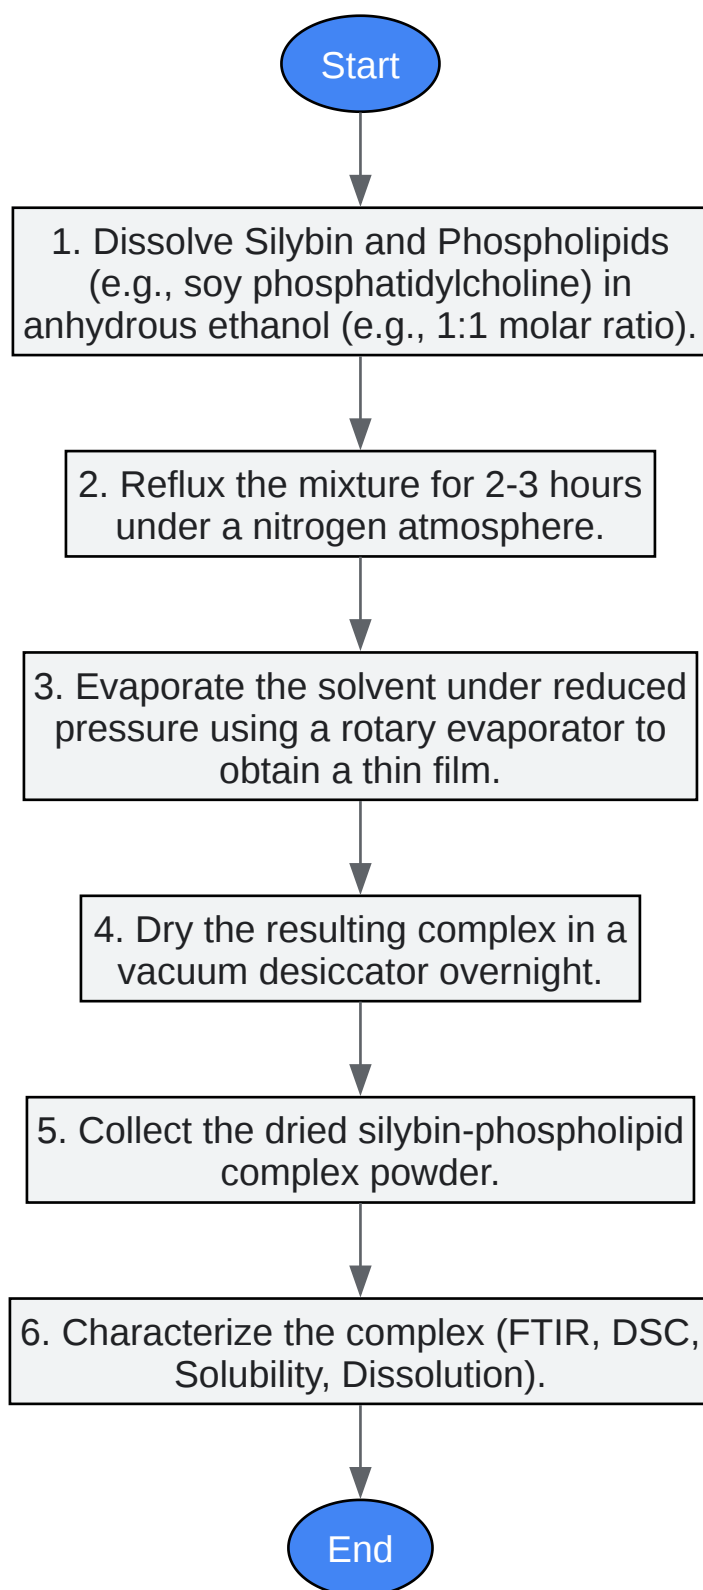 Start
1. Dissolve Silybin and Phospholipids
(e.g., soy phosphatidylcholine) in
anhydrous ethanol (e.g., 1:1 molar ratio).
2. Reflux the mixture for 2-3 hours
under a nitrogen atmosphere.
3. Evaporate the solvent under reduced
pressure using a rotary evaporator to
obtain a thin film.
4. Dry the resulting complex in a
vacuum desiccator overnight.
5. Collect the dried silybin-phospholipid
complex powder.
6. Characterize the complex (FTIR, DSC,
Solubility, Dissolution).
End